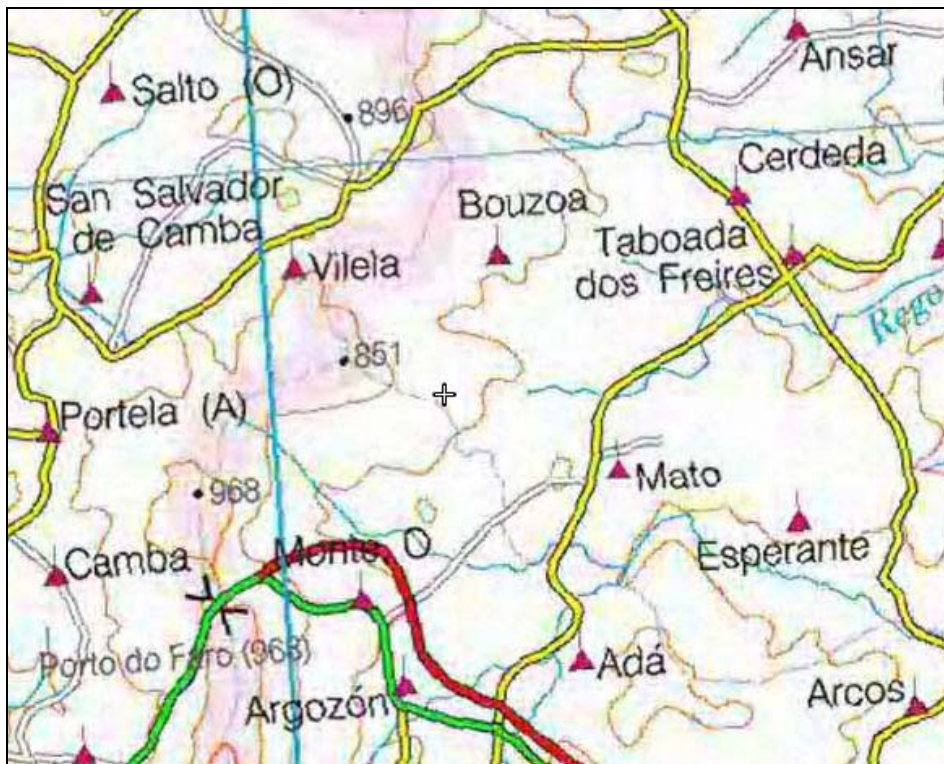 Ansar
Salto (O)
896
Cerdeda
San Salvador
de Camba
Bouzoa
Taboada
dos Freires
Vilela
Rego
851
Portela (A)
Mato
968
Esperante
Monte O
Camba
Porto do Faro (968)
Adá
Arcos
Argozón